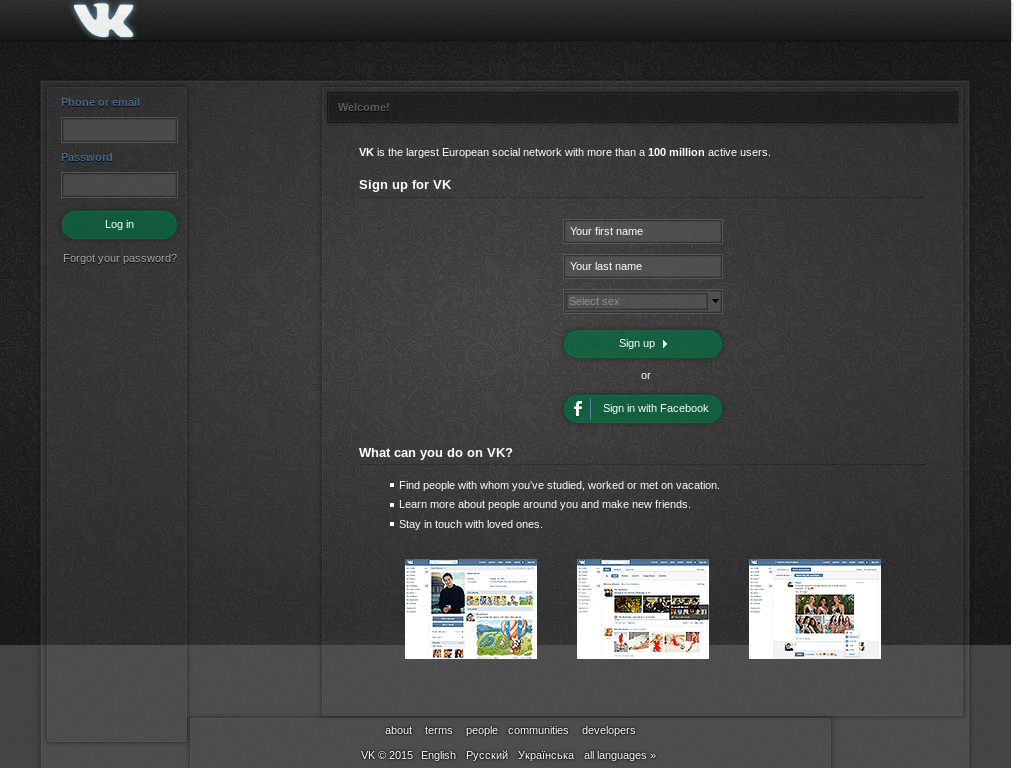 Phone or email
Password
Log in
Forgot your password?
Welcome!
VK is the largest European social network with more than a 100 million active users.
Sign up for VK
Your first name
Your last name
Select sex
Sign up
or
Sign in with Facebook
What can you do on VK?
Find people with whom you've studied, worked or met on vacation.
Learn more about people around you and make new friends.
Stay in touch with loved ones.
about terms people communities developers
VK © 2015 English Русский Українська all languages »